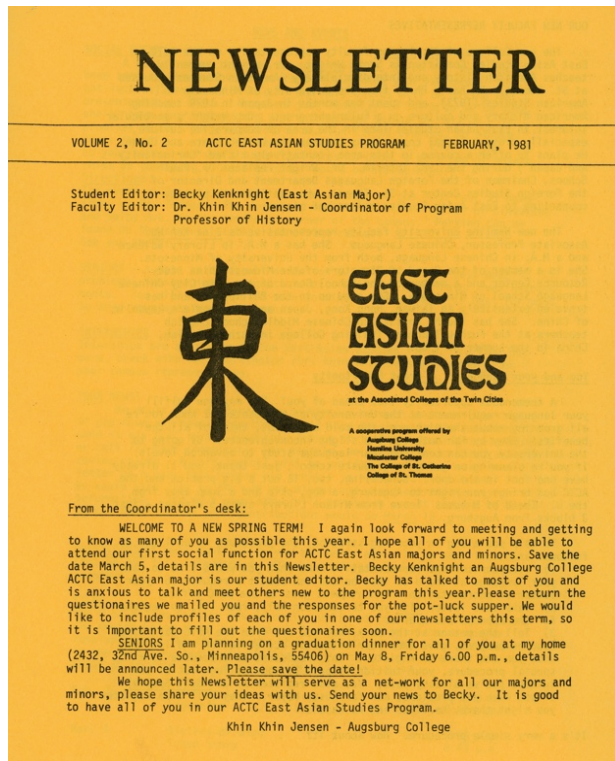 NEWSLETTER
VOLUME 2, No. 2 ACTC EAST ASIAN STUDIES PROGRAM FEBRUARY, 1981
Student Editor: Becky Kenknight (East Asian Major)
Faculty Editor: Dr. Khin Khin Jensen - Coordinator of Program
Professor of History
東
EAST
ASIAN
STUDIES
at the Associated Colleges of the Twin Cities
A cooperative program offered by
Augsburg College
Hamline University
Macalester College
The College of St. Catherine
College of St. Thomas
From the Coordinator's desk:
WELCOME TO A NEW SPRING TERM! I again look forward to meeting and getting
to know as many of you as possible this year. I hope all of you will be able to
attend our first social function for ACTC East Asian majors and minors. Save the
date March 5, details are in this Newsletter. Becky Kenknight an Augsburg College
ACTC East Asian major is our student editor. Becky has talked to most of you and
is anxious to talk and meet others new to the program this year.Please return the
questionaires we mailed you and the responses for the pot-luck supper. We would
like to include profiles of each of you in one of our newsletters this term, so
it is important to fill out the questionaires soon.
SENIORS I am planning on a graduation dinner for all of you at my home
(2432, 32nd Ave. So., Minneapolis, 55406) on May 8, Friday 6.00 p.m., details
will be announced later. Please save the date!
We hope this Newsletter will serve as a net-work for all our majors and
minors, please share your ideas with us. Send your news to Becky. It is good
to have all of you in our ACTC East Asian Studies Program.
Khin Khin Jensen - Augsburg College